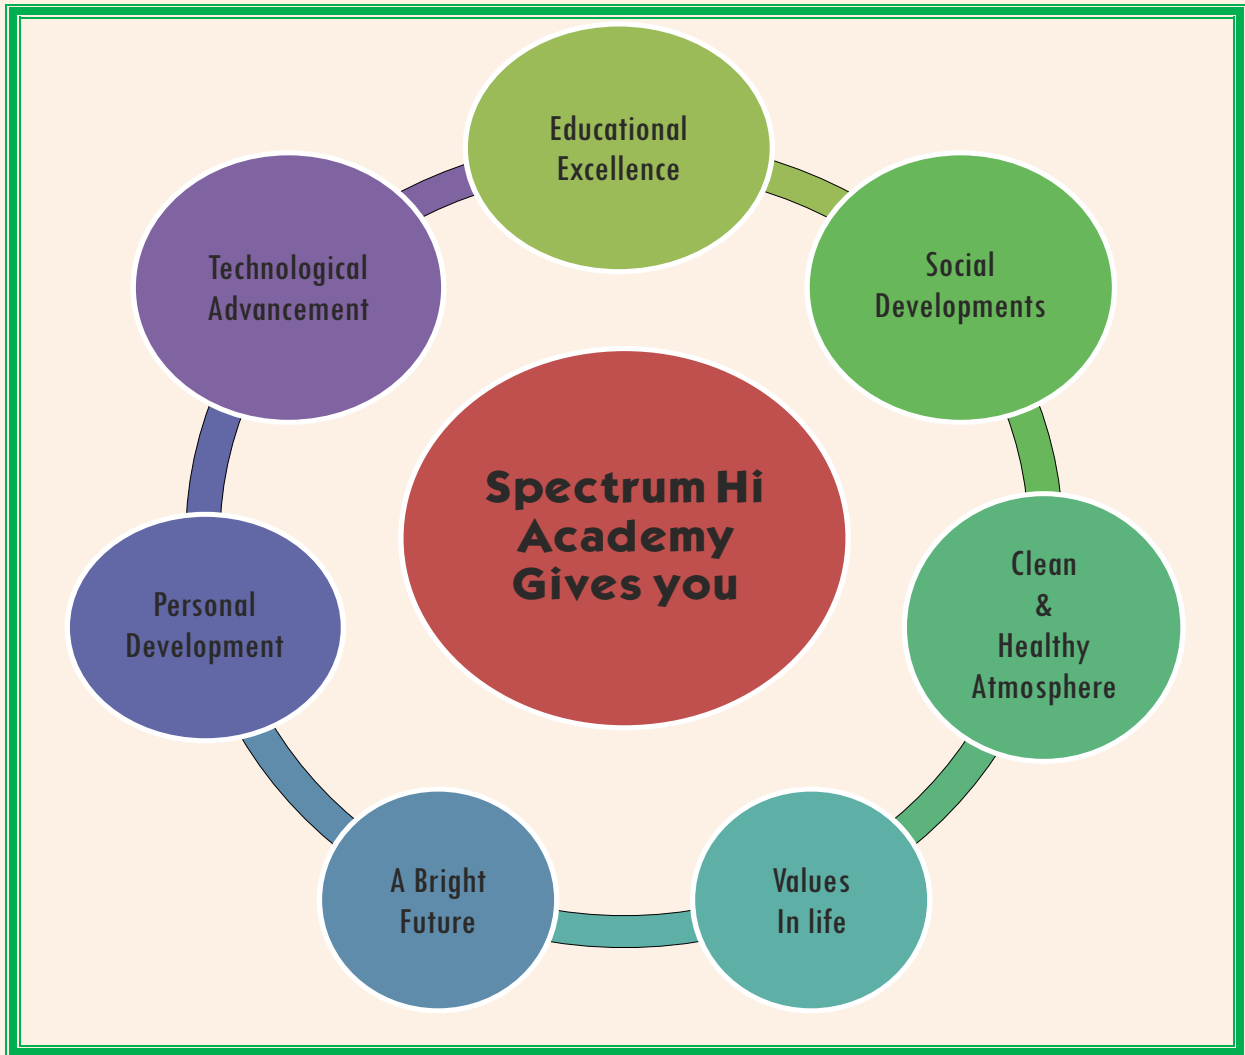 Educational
Excellence
Social
Developments
Clean
&
Healthy
Atmosphere
Values
In life
A Bright
Future
Personal
Development
Technological
Advancement
Spectrum Hi
Academy
Gives you